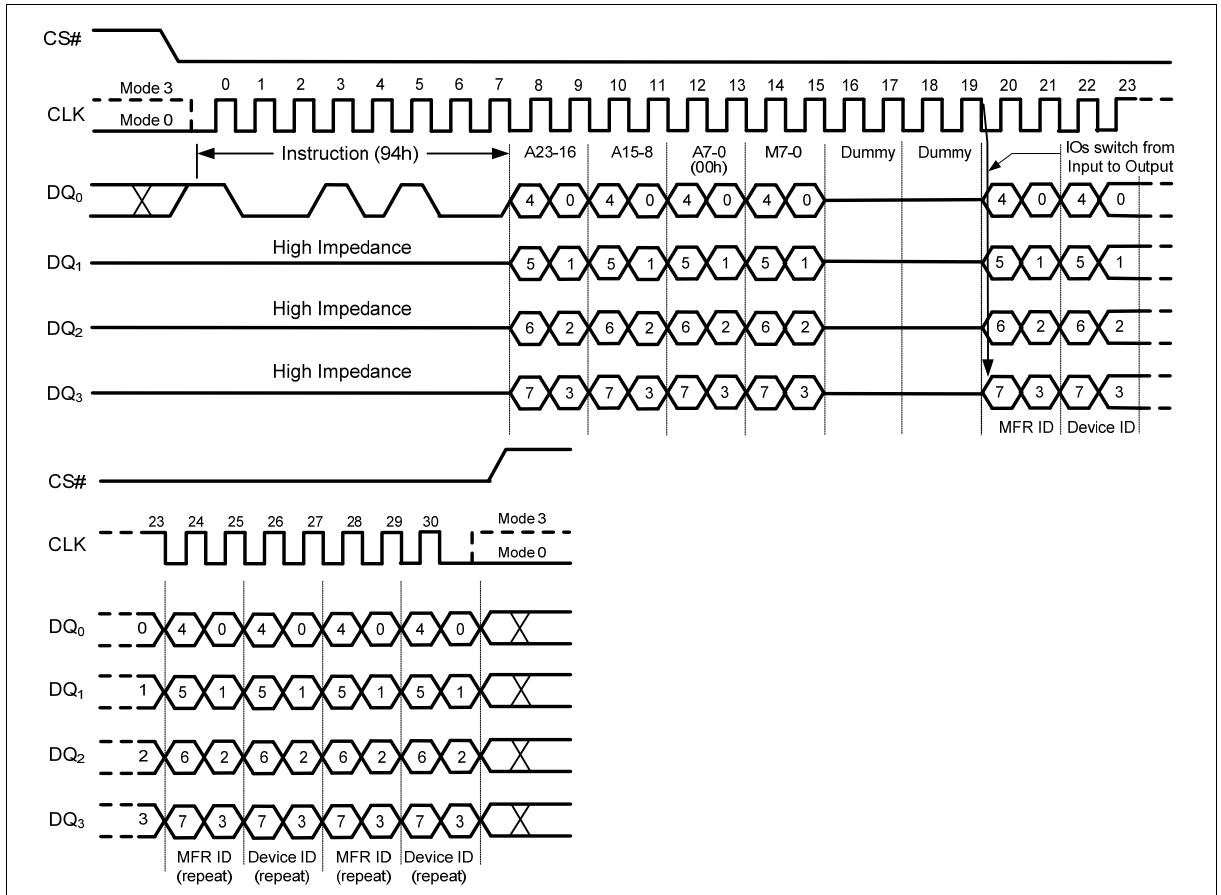 CS#
Mode 3
0 1 2 3 4 5 6 7 8 9 10 11 12 13 14 15 16 17 18 19 20 21 22 23
CLK
Mode 0
Instruction (94h) A23-16 A15-8 A7-0 M7-0 Dummy Dummy IOs switch from
(00h) Input to Output
DQ0 4 0 4 0 4 0 4 0 4 0 4 0
High Impedance
DQ1 5 1 5 1 5 1 5 1 5 1 5 1
High Impedance
DQ2 6 2 6 2 6 2 6 2 6 2 6 2
High Impedance
DQ3 7 3 7 3 7 3 7 3 7 3 7 3
MFR ID Device ID
CS#
23 24 25 26 27 28 29 30 Mode 3
CLK
Mode 0
DQ0 0 4 0 4 0 4 0 4 0
DQ1 1 5 1 5 1 5 1 5 1
DQ2 2 6 2 6 2 6 2 6 2
DQ3 3 7 3 7 3 7 3 7 3
MFR ID Device ID MFR ID Device ID
(repeat) (repeat) (repeat) (repeat)